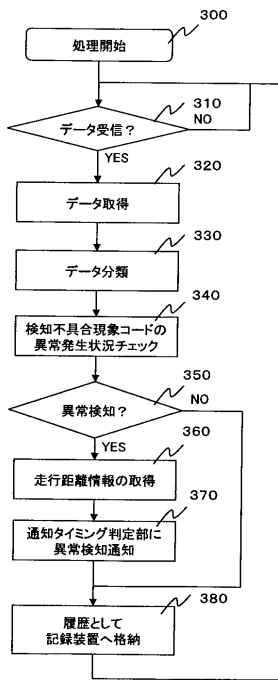 300
処理開始
310
データ受信?
NO
YES
320
データ取得
330
データ分類
340
検知不具合現象コードの
異常発生状況チェック
350
異常検知?
NO
YES
360
走行距離情報の取得
370
通知タイミング判定部に
異常検知通知
380
履歴として
記録装置へ格納